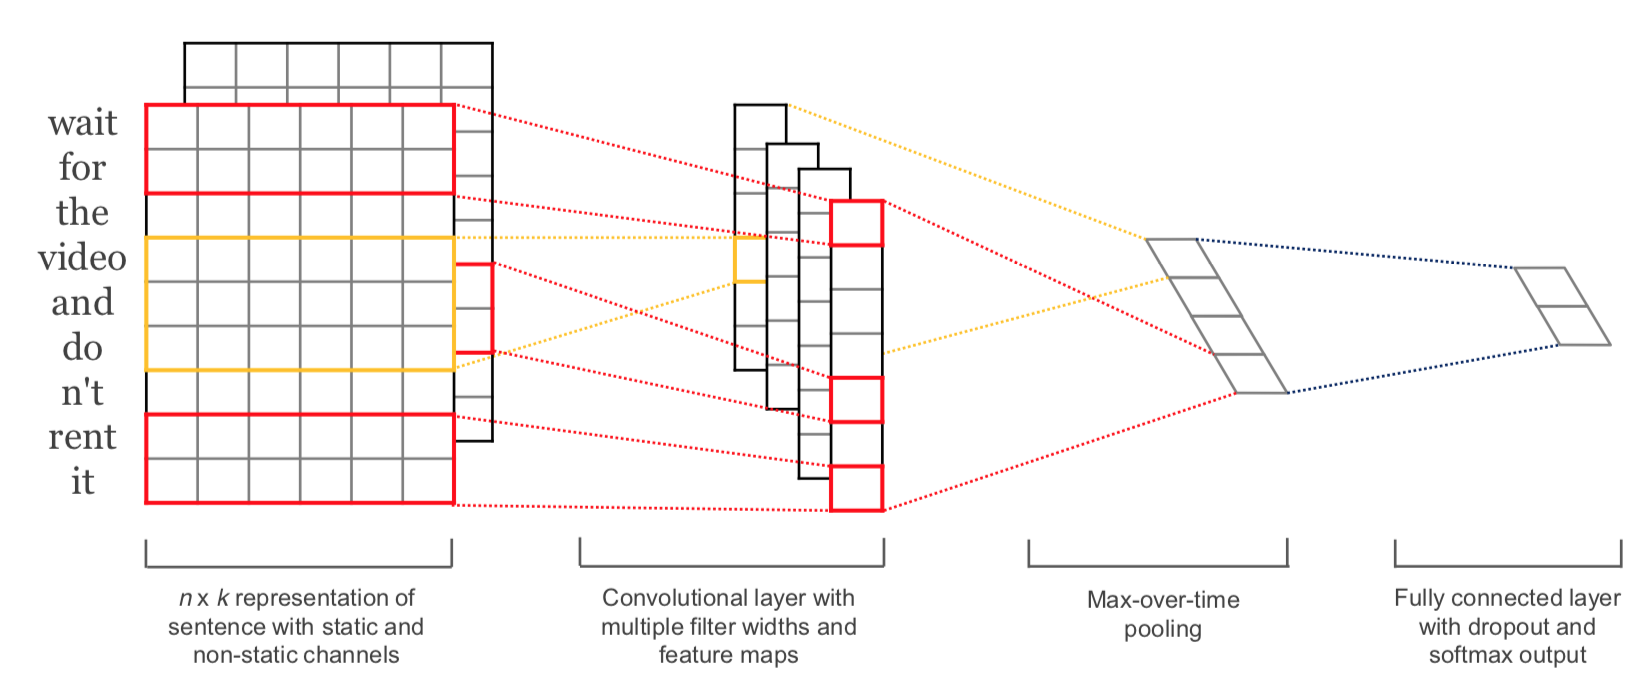 wait
for
the
video
and
do
n't
rent
it
n x k representation of
sentence with static and
non-static channels
Convolutional layer with
multiple filter widths and
feature maps
Max-over-time
pooling
Fully connected layer
with dropout and
softmax output